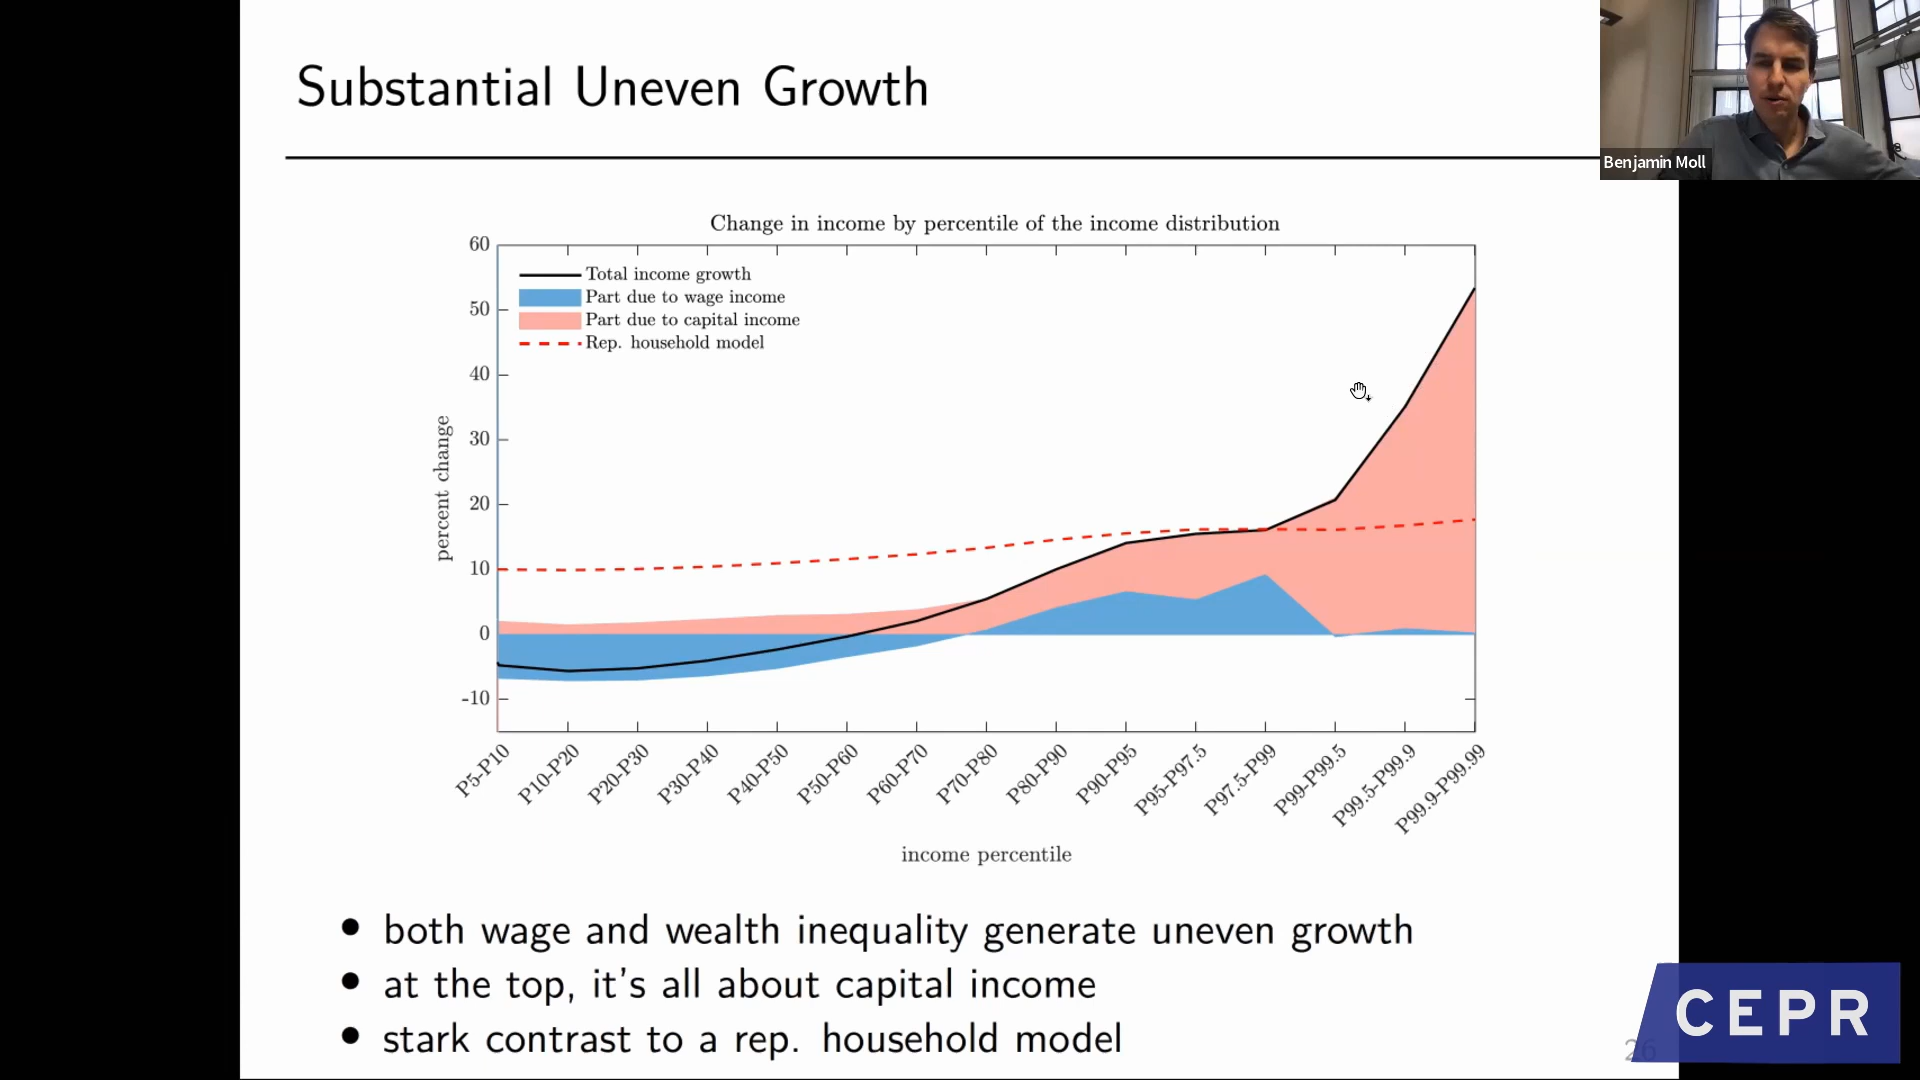 Substantial Uneven Growth
Benjamin Moll
Change in income by percentile of the income distribution
Total income growth
Part due to wage income
Part due to capital income
Rep. household model
percent change
60
50
40
30
20
10
0
-10
P5-P10
P10-P20
P20-P30
P30-P40
P40-P50
P50-P60
P60-P70
P70-P80
P80-P90
P90-P95
P95-P97.5
P97.5-P99
P99-P99.5
P99.5-P99.9
P99.9-P99.99
income percentile
• both wage and wealth inequality generate uneven growth
• at the top, it's all about capital income
• stark contrast to a rep. household model
CEPR
26